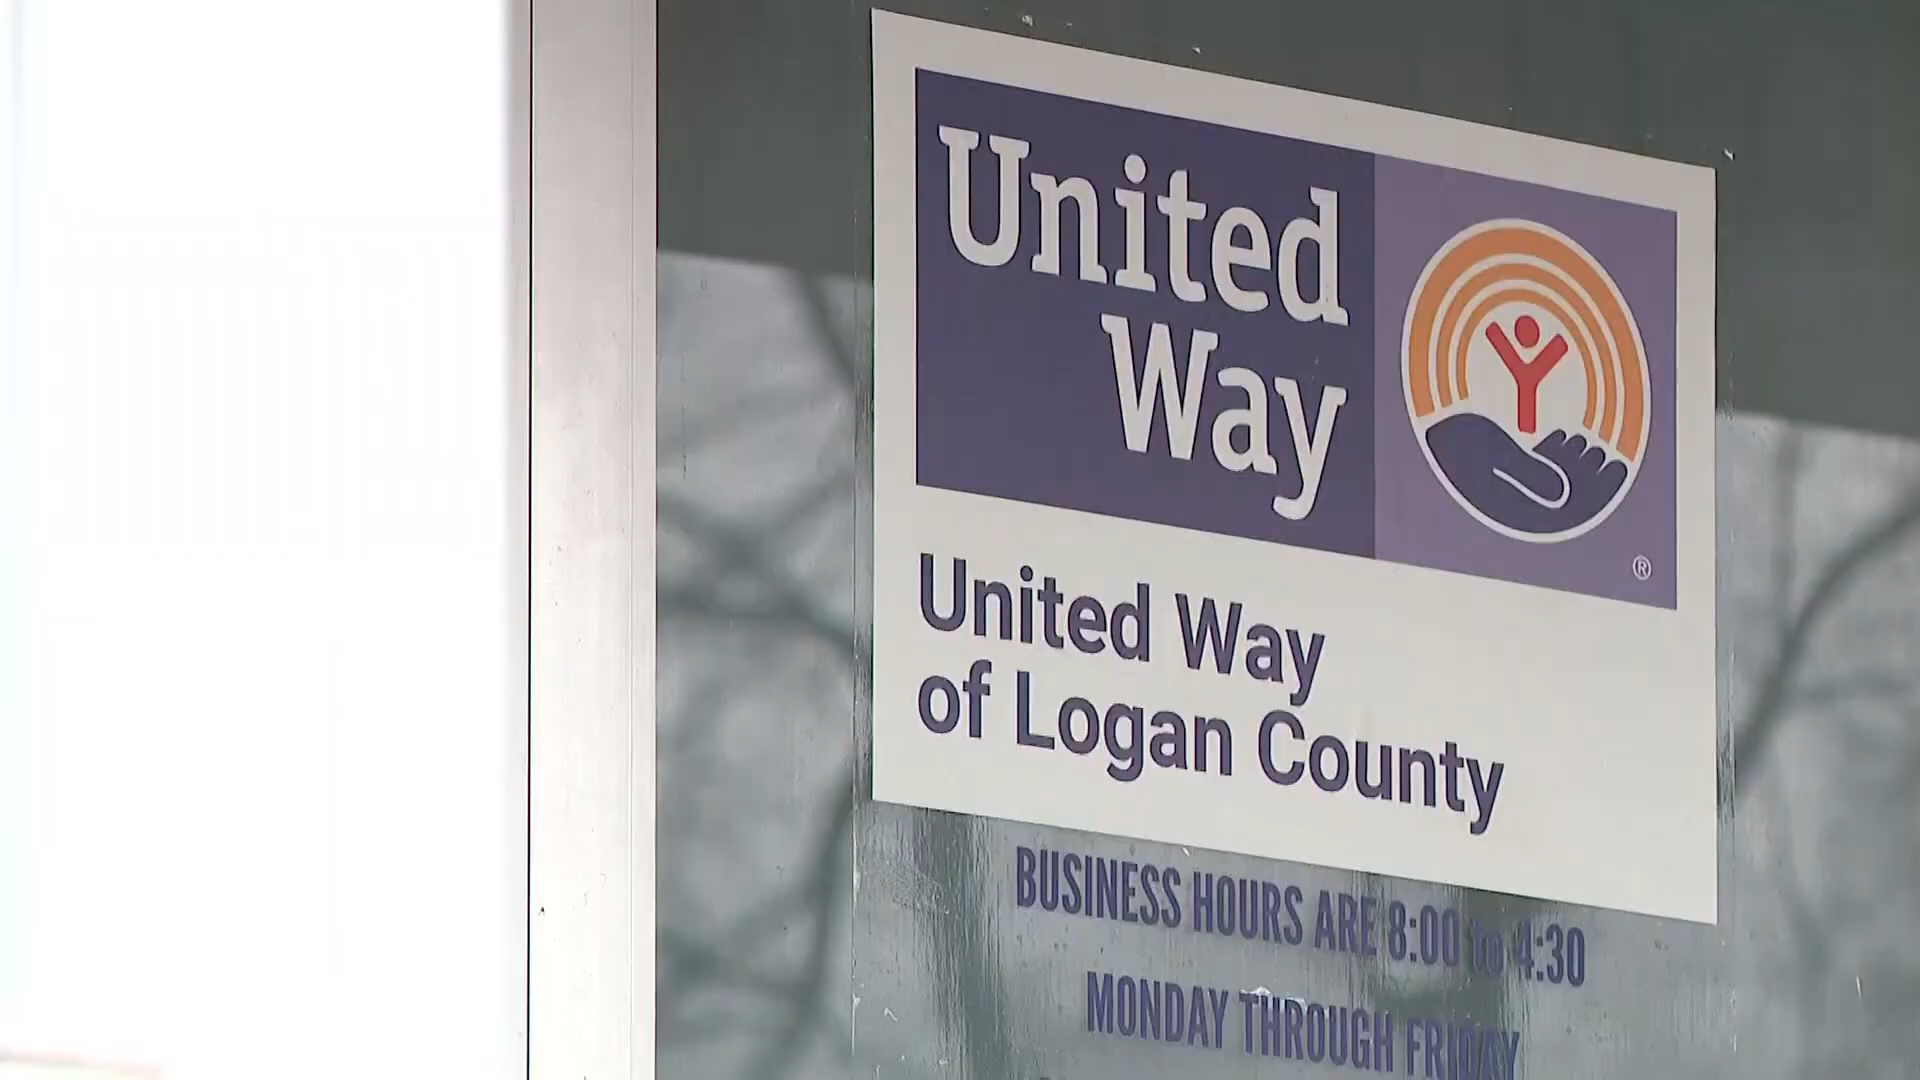 United
Way
®
United Way
of Logan County
BUSINESS HOURS ARE 8:00 to 4:30
MONDAY THROUGH FRIDAY